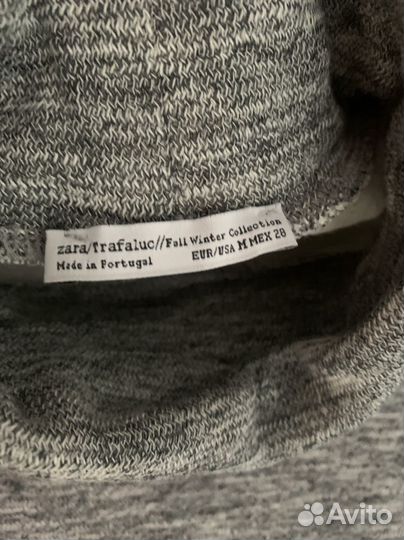 zara/Trafaluc//Fall Winter Collection
Made in Portugal EUR/USA M MEX 28
Avito